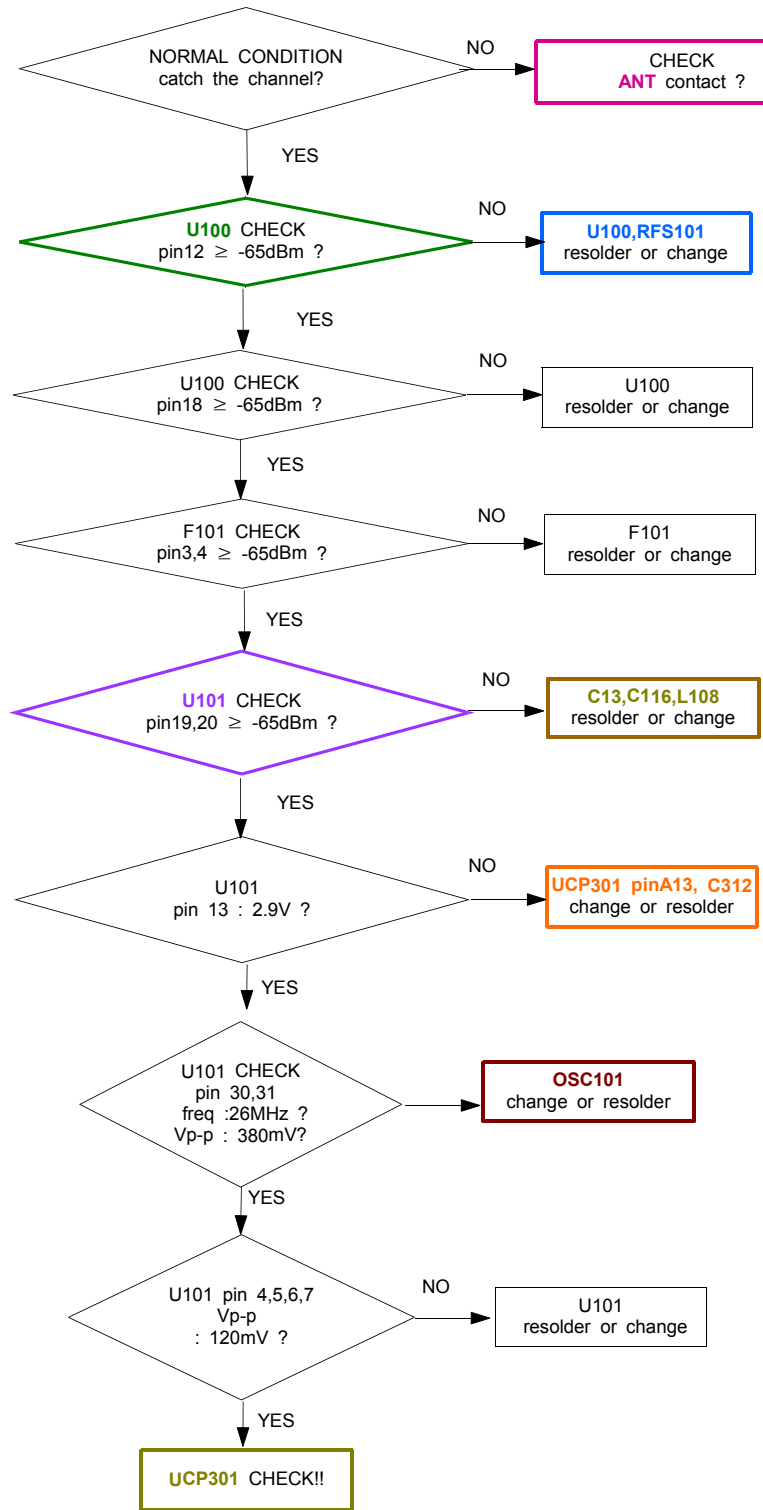 NORMAL CONDITION
catch the channel?
NO
CHECK
ANT contact ?
YES
U100 CHECK
pin12 ≥ -65dBm ?
NO
U100,RFS101
resolder or change
YES
U100 CHECK
pin18 ≥ -65dBm ?
NO
U100
resolder or change
YES
F101 CHECK
pin3,4 ≥ -65dBm ?
NO
F101
resolder or change
YES
U101 CHECK
pin19,20 ≥ -65dBm ?
NO
C13,C116,L108
resolder or change
YES
U101
pin 13 : 2.9V ?
NO
UCP301 pinA13, C312
change or resolder
YES
U101 CHECK
pin 30,31
freq :26MHz ?
Vp-p : 380mV?
OSC101
change or resolder
YES
U101 pin 4,5,6,7
Vp-p
: 120mV ?
NO
U101
resolder or change
YES
UCP301 CHECK!!